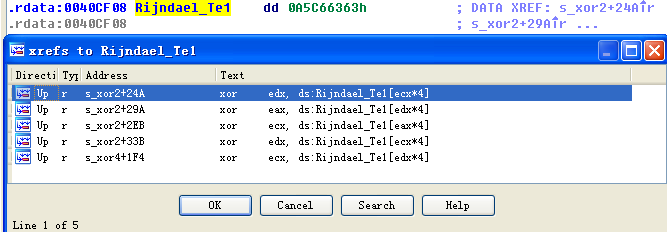 .rdata:0040CF08 Rijndael_Te1 dd 0A5C66363h ; DATA XREF: s_xor2+24Aîr
.rdata:0040CF08 ; s_xor2+29Aîr ...
xrefs to Rijndael_Te1
Directi Tyı Address Text
Up r s_xor2+24A xor edx, ds:Rijndael_Te1[ecx*4]
Up r s_xor2+29A xor eax, ds:Rijndael_Te1[edx*4]
Up r s_xor2+2EB xor ecx, ds:Rijndael_Te1[eax*4]
Up r s_xor2+33B xor edx, ds:Rijndael_Te1[ecx*4]
Up r s_xor4+1F4 xor ecx, ds:Rijndael_Te1[edx*4]
OK Cancel Search Help
Line 1 of 5